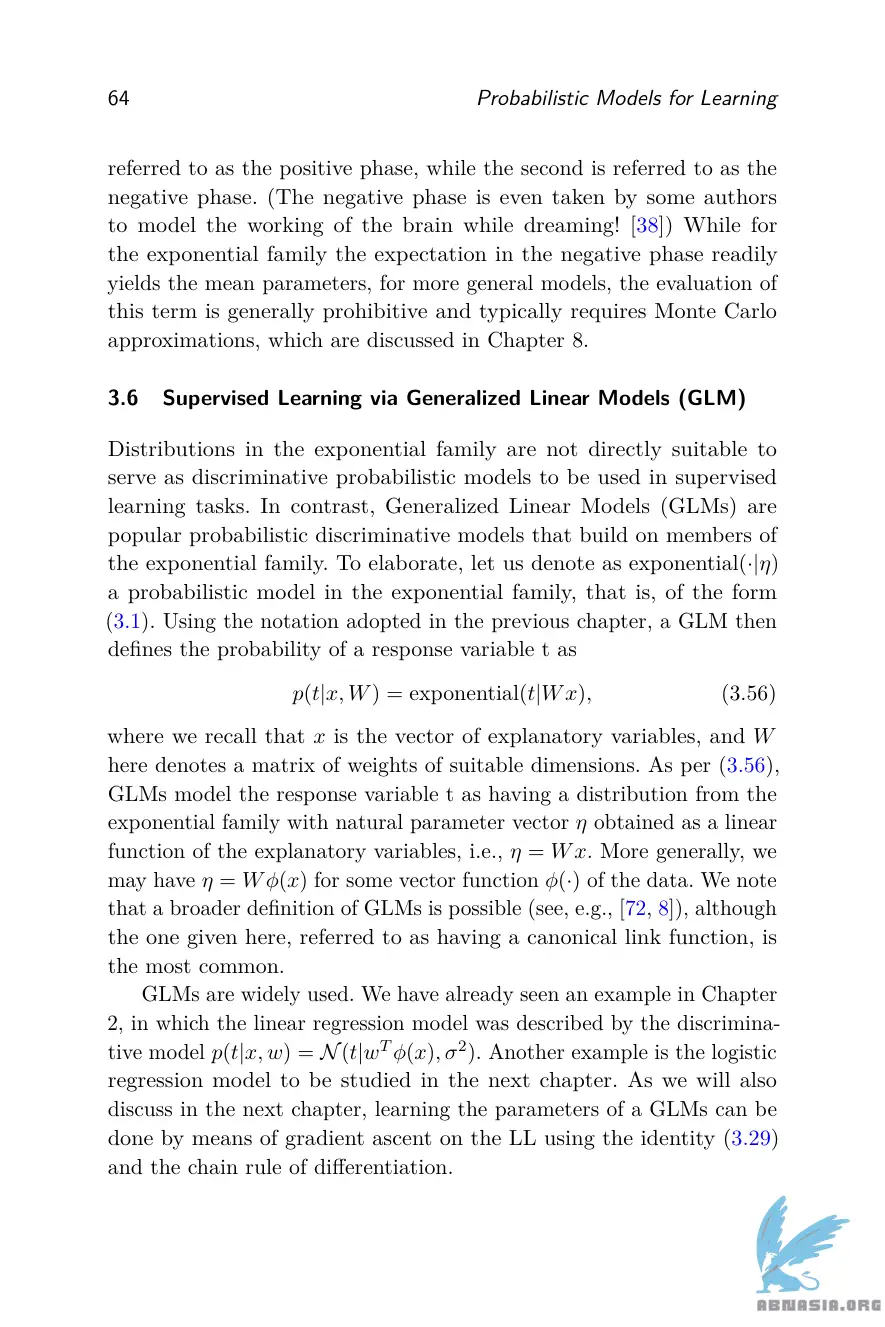 64 Probabilistic Models for Learning
referred to as the positive phase, while the second is referred to as the
negative phase. (The negative phase is even taken by some authors
to model the working of the brain while dreaming! [38]) While for
the exponential family the expectation in the negative phase readily
yields the mean parameters, for more general models, the evaluation of
this term is generally prohibitive and typically requires Monte Carlo
approximations, which are discussed in Chapter 8.
3.6 Supervised Learning via Generalized Linear Models (GLM)
Distributions in the exponential family are not directly suitable to
serve as discriminative probabilistic models to be used in supervised
learning tasks. In contrast, Generalized Linear Models (GLMs) are
popular probabilistic discriminative models that build on members of
the exponential family. To elaborate, let us denote as exponential(·|η)
a probabilistic model in the exponential family, that is, of the form
(3.1). Using the notation adopted in the previous chapter, a GLM then
defines the probability of a response variable t as
p(t|x, W) = exponential(t|Wx), (3.56)
where we recall that x is the vector of explanatory variables, and W
here denotes a matrix of weights of suitable dimensions. As per (3.56),
GLMs model the response variable t as having a distribution from the
exponential family with natural parameter vector η obtained as a linear
function of the explanatory variables, i.e., η = Wx. More generally, we
may have η = Wϕ(x) for some vector function ϕ(·) of the data. We note
that a broader definition of GLMs is possible (see, e.g., [72, 8]), although
the one given here, referred to as having a canonical link function, is
the most common.
GLMs are widely used. We have already seen an example in Chapter
2, in which the linear regression model was described by the discrimina-
tive model p(t|x, w) = N(t|wᵀϕ(x), σ²). Another example is the logistic
regression model to be studied in the next chapter. As we will also
discuss in the next chapter, learning the parameters of a GLMs can be
done by means of gradient ascent on the LL using the identity (3.29)
and the chain rule of differentiation.
ABNASIA.ORG